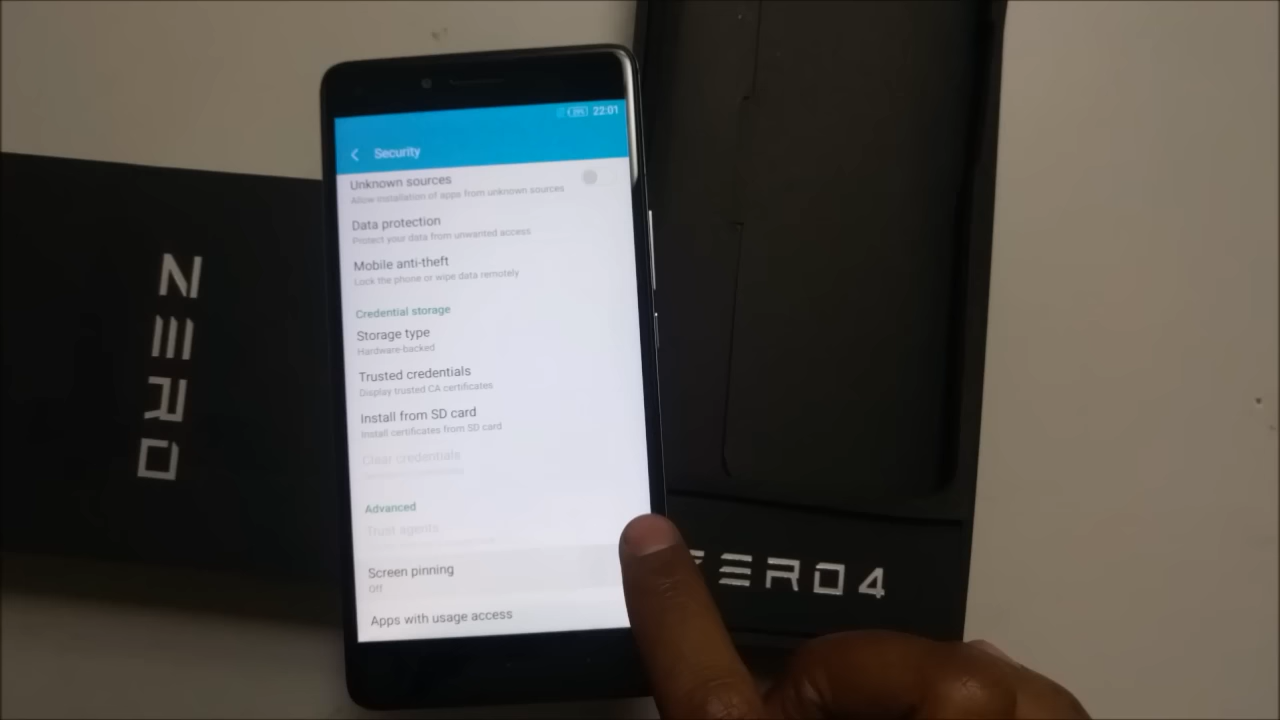 22:01
Security
Unknown sources
Allow installation of apps from unknown sources
Data protection
Protect your data from unwanted access
Mobile anti-theft
Lock the phone or wipe data remotely
Credential storage
Storage type
Hardware-backed
Trusted credentials
Display trusted CA certificates
Install from SD card
Install certificates from SD card
Clear credentials
Advanced
Trust agents
Screen pinning
Off
Apps with usage access
ZERO
ZERO 4